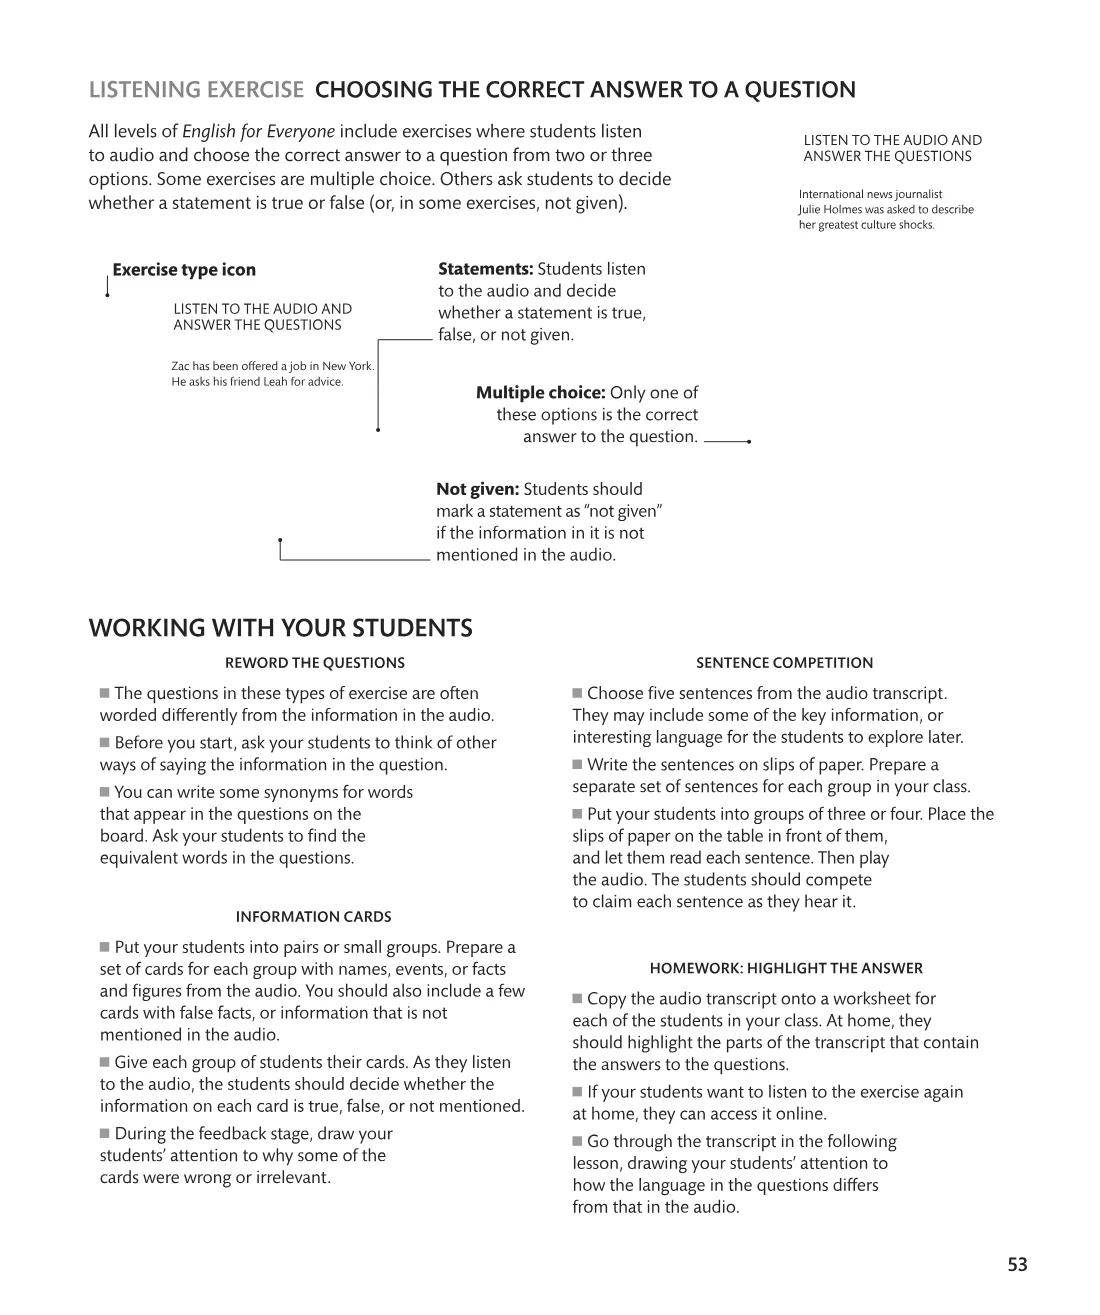 LISTENING EXERCISE CHOOSING THE CORRECT ANSWER TO A QUESTION
All levels of English for Everyone include exercises where students listen
to audio and choose the correct answer to a question from two or three
options. Some exercises are multiple choice. Others ask students to decide
whether a statement is true or false (or, in some exercises, not given).
LISTEN TO THE AUDIO AND
ANSWER THE QUESTIONS
International news journalist
Julie Holmes was asked to describe
her greatest culture shocks.
Exercise type icon
LISTEN TO THE AUDIO AND
ANSWER THE QUESTIONS
Zac has been offered a job in New York.
He asks his friend Leah for advice.
Statements: Students listen
to the audio and decide
whether a statement is true,
false, or not given.
Multiple choice: Only one of
these options is the correct
answer to the question.
Not given: Students should
mark a statement as “not given”
if the information in it is not
mentioned in the audio.
WORKING WITH YOUR STUDENTS
REWORD THE QUESTIONS
■ The questions in these types of exercise are often
worded differently from the information in the audio.
■ Before you start, ask your students to think of other
ways of saying the information in the question.
■ You can write some synonyms for words
that appear in the questions on the
board. Ask your students to find the
equivalent words in the questions.
INFORMATION CARDS
■ Put your students into pairs or small groups. Prepare a
set of cards for each group with names, events, or facts
and figures from the audio. You should also include a few
cards with false facts, or information that is not
mentioned in the audio.
■ Give each group of students their cards. As they listen
to the audio, the students should decide whether the
information on each card is true, false, or not mentioned.
■ During the feedback stage, draw your
students’ attention to why some of the
cards were wrong or irrelevant.
SENTENCE COMPETITION
■ Choose five sentences from the audio transcript.
They may include some of the key information, or
interesting language for the students to explore later.
■ Write the sentences on slips of paper. Prepare a
separate set of sentences for each group in your class.
■ Put your students into groups of three or four. Place the
slips of paper on the table in front of them,
and let them read each sentence. Then play
the audio. The students should compete
to claim each sentence as they hear it.
HOMEWORK: HIGHLIGHT THE ANSWER
■ Copy the audio transcript onto a worksheet for
each of the students in your class. At home, they
should highlight the parts of the transcript that contain
the answers to the questions.
■ If your students want to listen to the exercise again
at home, they can access it online.
■ Go through the transcript in the following
lesson, drawing your students’ attention to
how the language in the questions differs
from that in the audio.
53